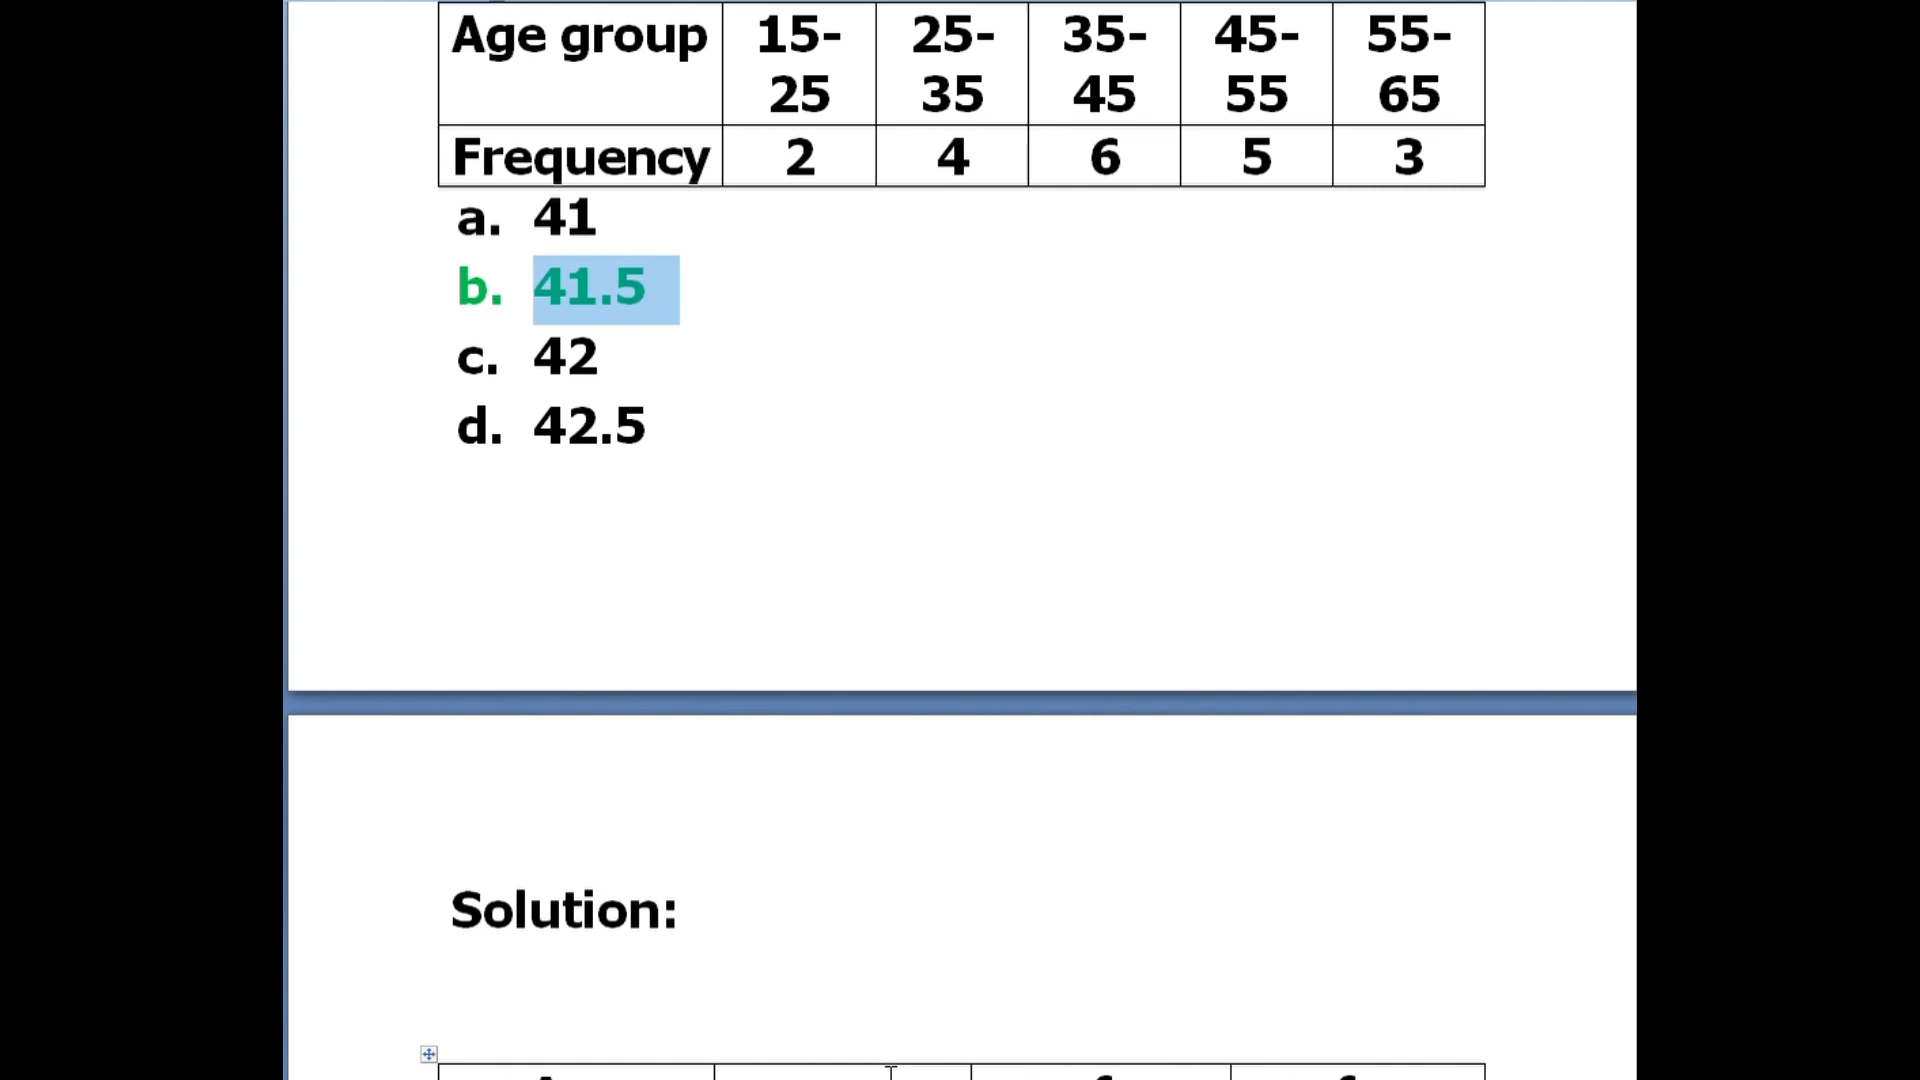 Age group 15-25 25-35 35-45 45-55 55-65
Frequency 2 4 6 5 3
a. 41
b. 41.5
c. 42
d. 42.5
Solution: